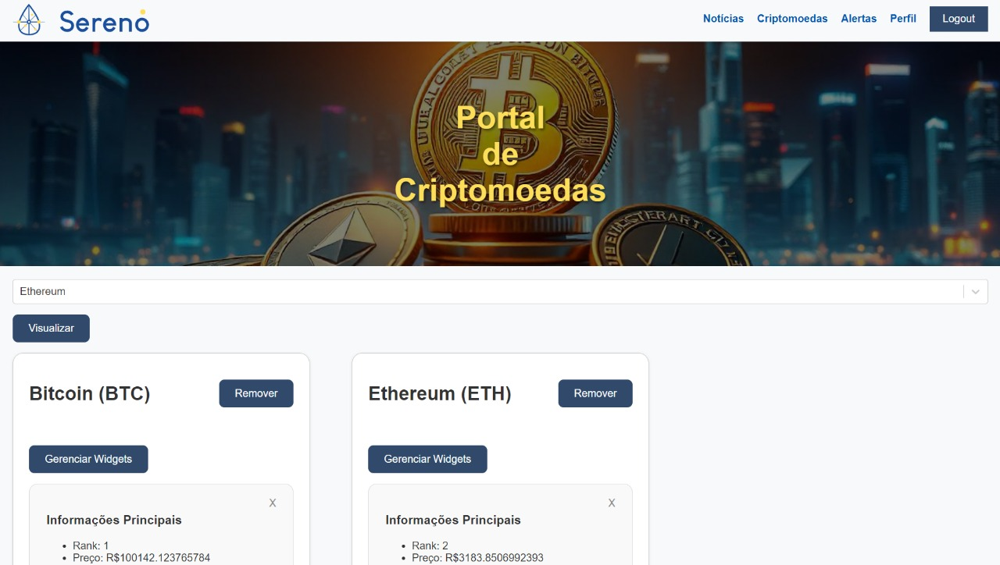 Sereno
Notícias Criptomoedas Alertas Perfil Logout
Portal
de
Criptomoedas
Ethereum
Visualizar
Bitcoin (BTC) Remover
Ethereum (ETH) Remover
Gerenciar Widgets
Gerenciar Widgets
X
Informações Principais
Rank: 1
Preço: R$100142.123765784
X
Informações Principais
Rank: 2
Preço: R$3183.8506992393